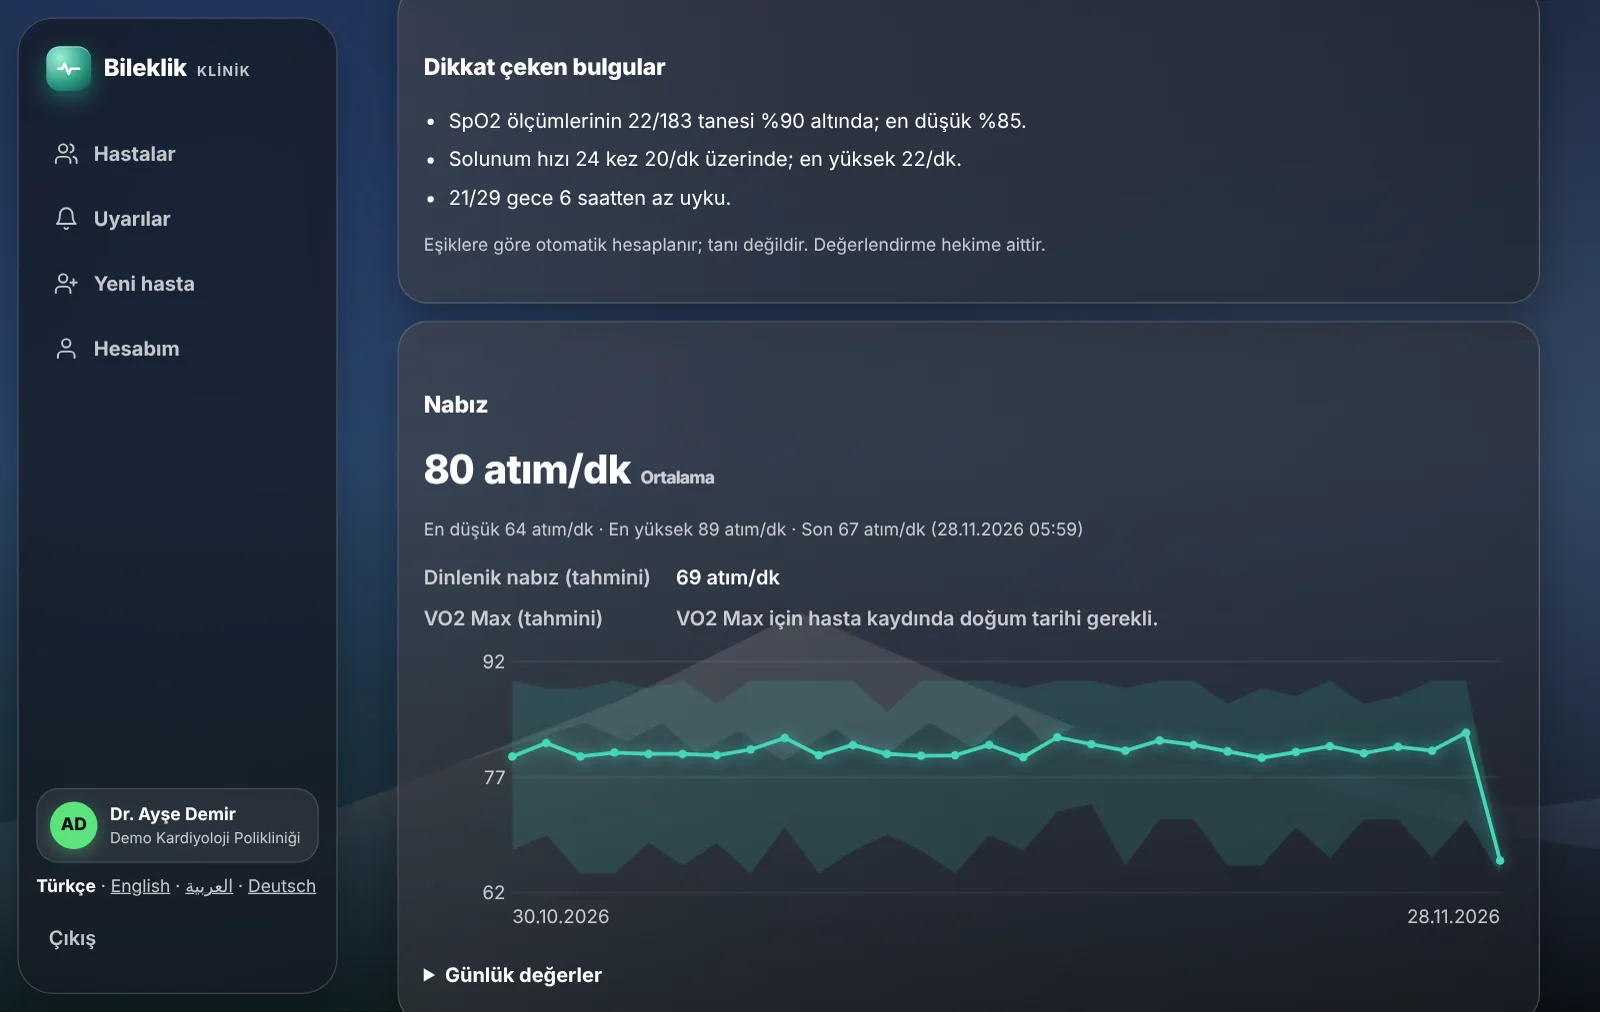 Bileklik KLİNİK
Hastalar
Uyarılar
Yeni hasta
Hesabım
AD
Dr. Ayşe Demir
Demo Kardiyoloji Polikliniği
Türkçe · English · العربية · Deutsch
Çıkış
Dikkat çeken bulgular
• SpO2 ölçümlerinin 22/183 tanesi %90 altında; en düşük %85.
• Solunum hızı 24 kez 20/dk üzerinde; en yüksek 22/dk.
• 21/29 gece 6 saatten az uyku.
Eşiklere göre otomatik hesaplanır; tanı değildir. Değerlendirme hekime aittir.
Nabız
80 atım/dk Ortalama
En düşük 64 atım/dk · En yüksek 89 atım/dk · Son 67 atım/dk (28.11.2026 05:59)
Dinlenik nabız (tahmini) 69 atım/dk
VO2 Max (tahmini) VO2 Max için hasta kaydında doğum tarihi gerekli.
92
77
62
30.10.2026 28.11.2026
▶ Günlük değerler